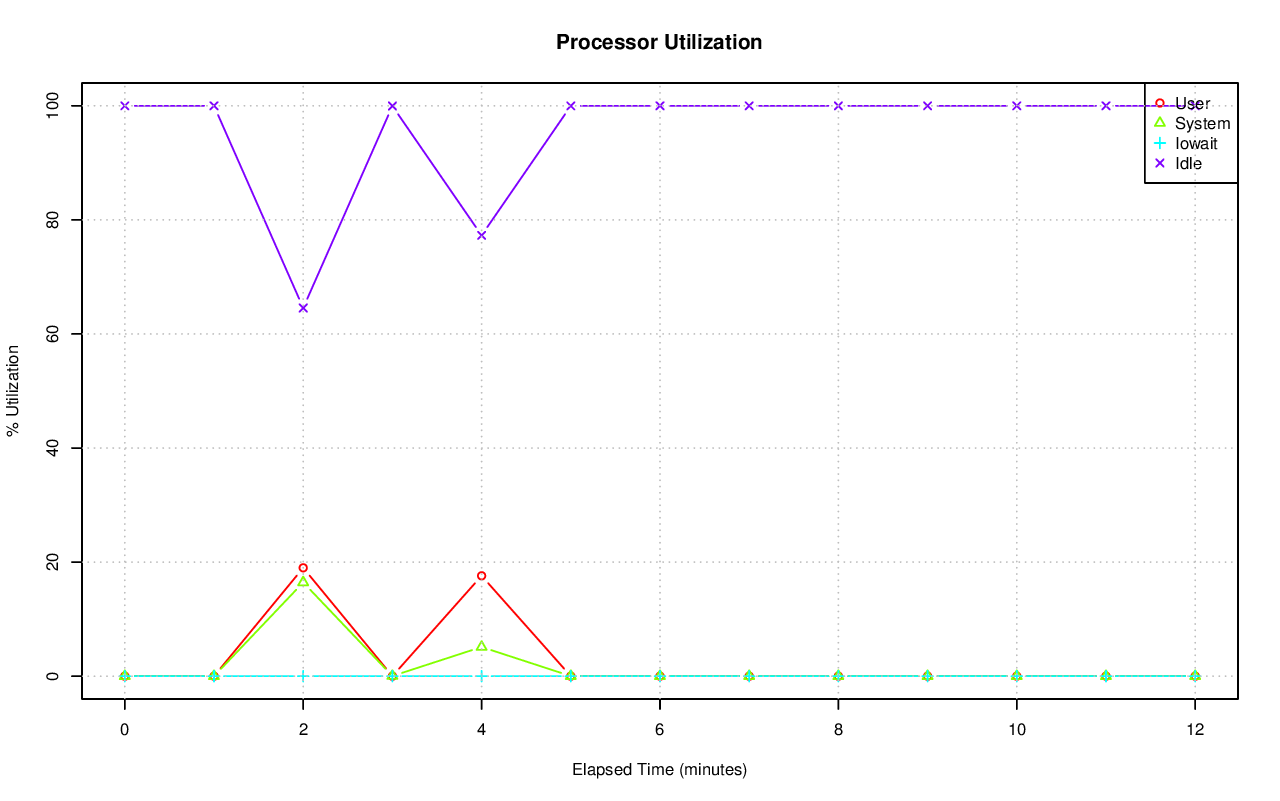 Processor Utilization
User
System
Iowait
Idle
% Utilization
100
80
60
40
20
0
0 2 4 6 8 10 12
Elapsed Time (minutes)